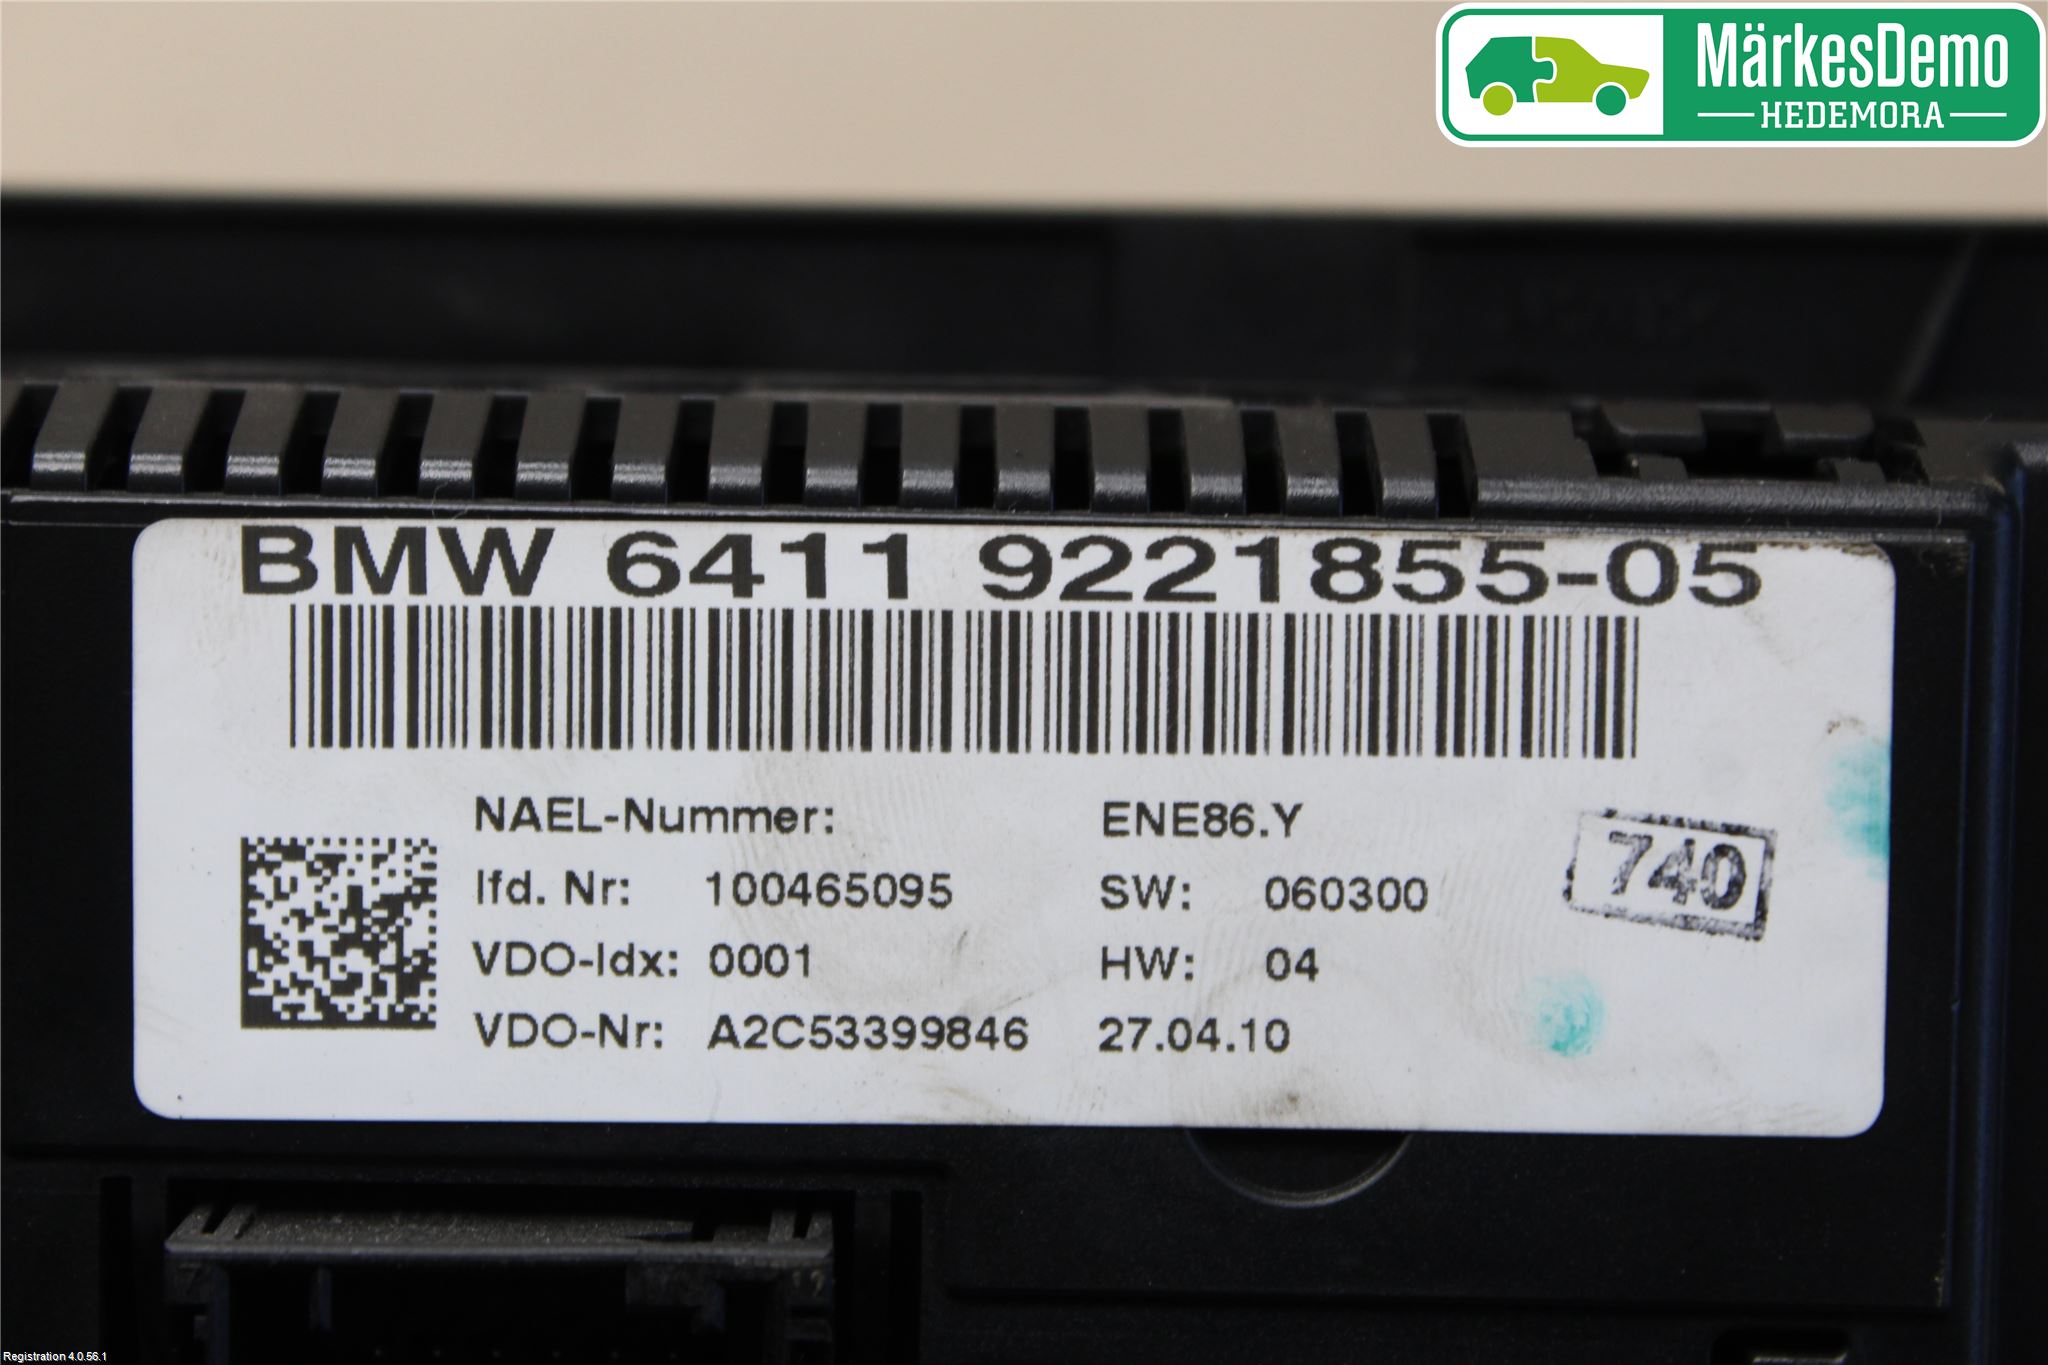 MärkesDemo
HEDEMORA
BMW 6411 9221855-05
NAEL-Nummer: ENE86.Y
lfd. Nr: 100465095 SW: 060300
740
VDO-Idx: 0001 HW: 04
VDO-Nr: A2C53399846 27.04.10
Registration 4.0.56.1